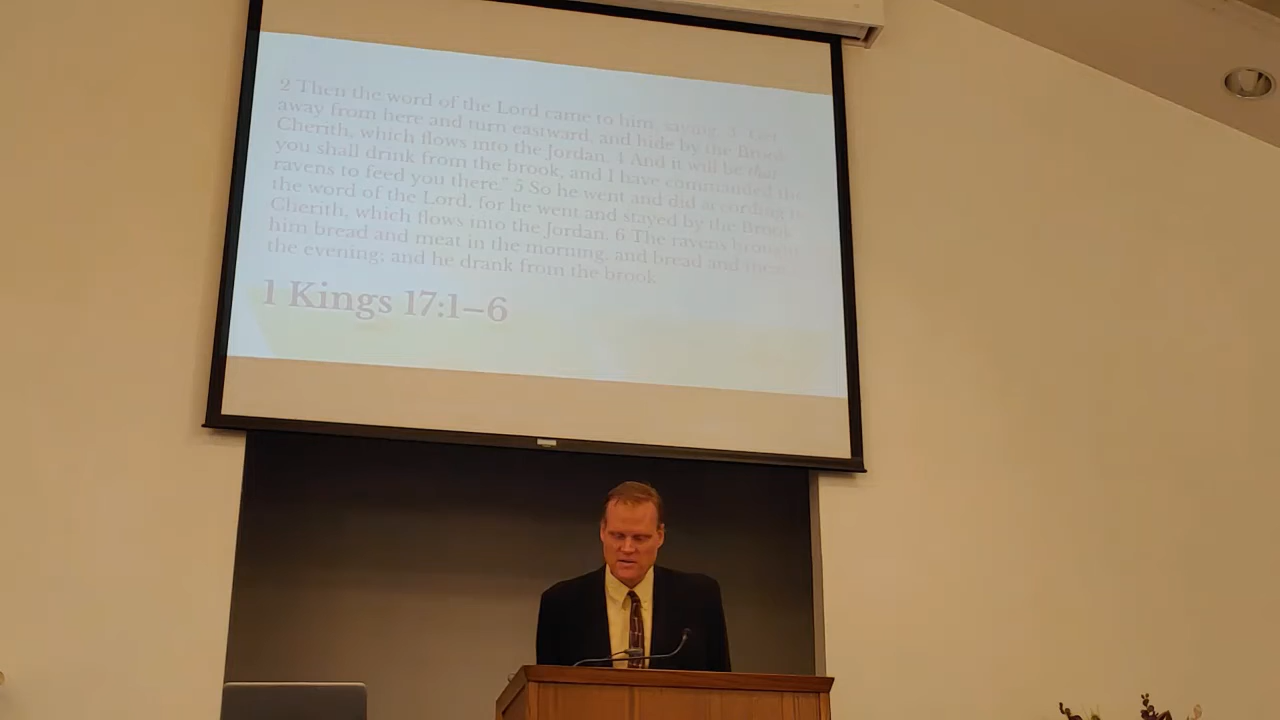 2 Then the word of the Lord came to him, saying, 3 "Get
away from here and turn eastward, and hide by the Brook
Cherith, which flows into the Jordan. 4 And it will be that
you shall drink from the brook, and I have commanded the
ravens to feed you there." 5 So he went and did according to
the word of the Lord, for he went and stayed by the Brook
Cherith, which flows into the Jordan. 6 The ravens brought
him bread and meat in the morning, and bread and meat
the evening; and he drank from the brook
1 Kings 17:1–6